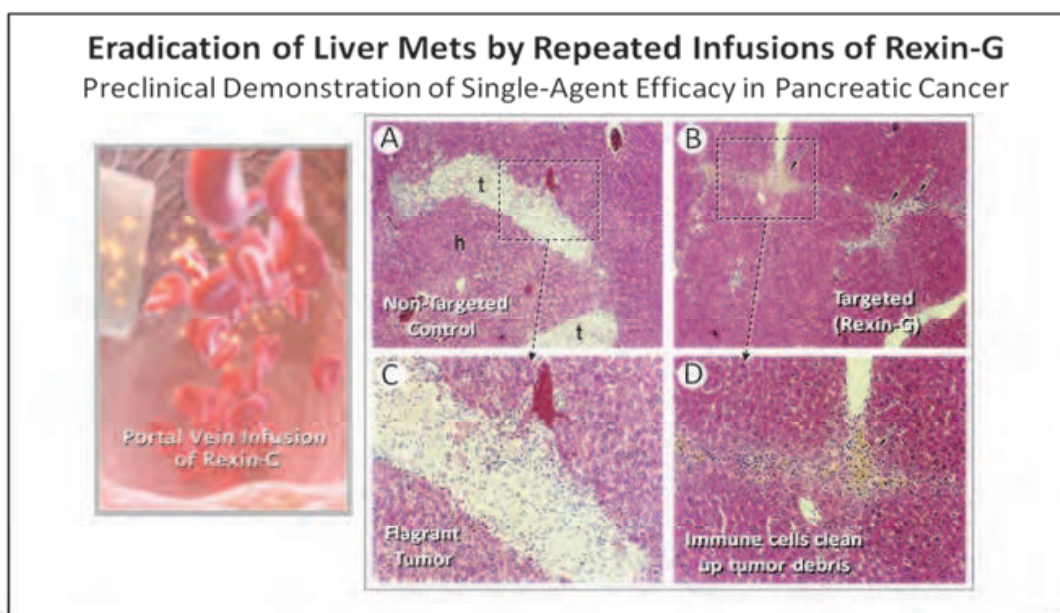 Eradication of Liver Mets by Repeated Infusions of Rexin-G
Preclinical Demonstration of Single-Agent Efficacy in Pancreatic Cancer
Portal Vein Infusion
of Rexin-G
A
t
h
Non-Targeted
Control
t
B
Targeted
(Rexin-G)
C
Flagrant
Tumor
D
Immune cells clean
up tumor debris